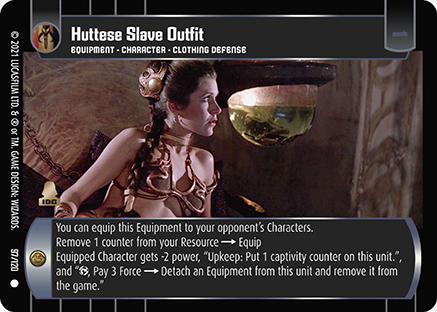 Huttese Slave Outfit
EQUIPMENT - CHARACTER - CLOTHING DEFENSE
© 2021 LUCASFILM LTD. & ® or TM. GAME DESIGN: WIZARDS.
97/120
100
You can equip this Equipment to your opponent's Characters.
Remove 1 counter from your Resource → Equip
Equipped Character gets -2 power, "Upkeep: Put 1 captivity counter on this unit.",
and ", Pay 3 Force → Detach an Equipment from this unit and remove it from
the game."